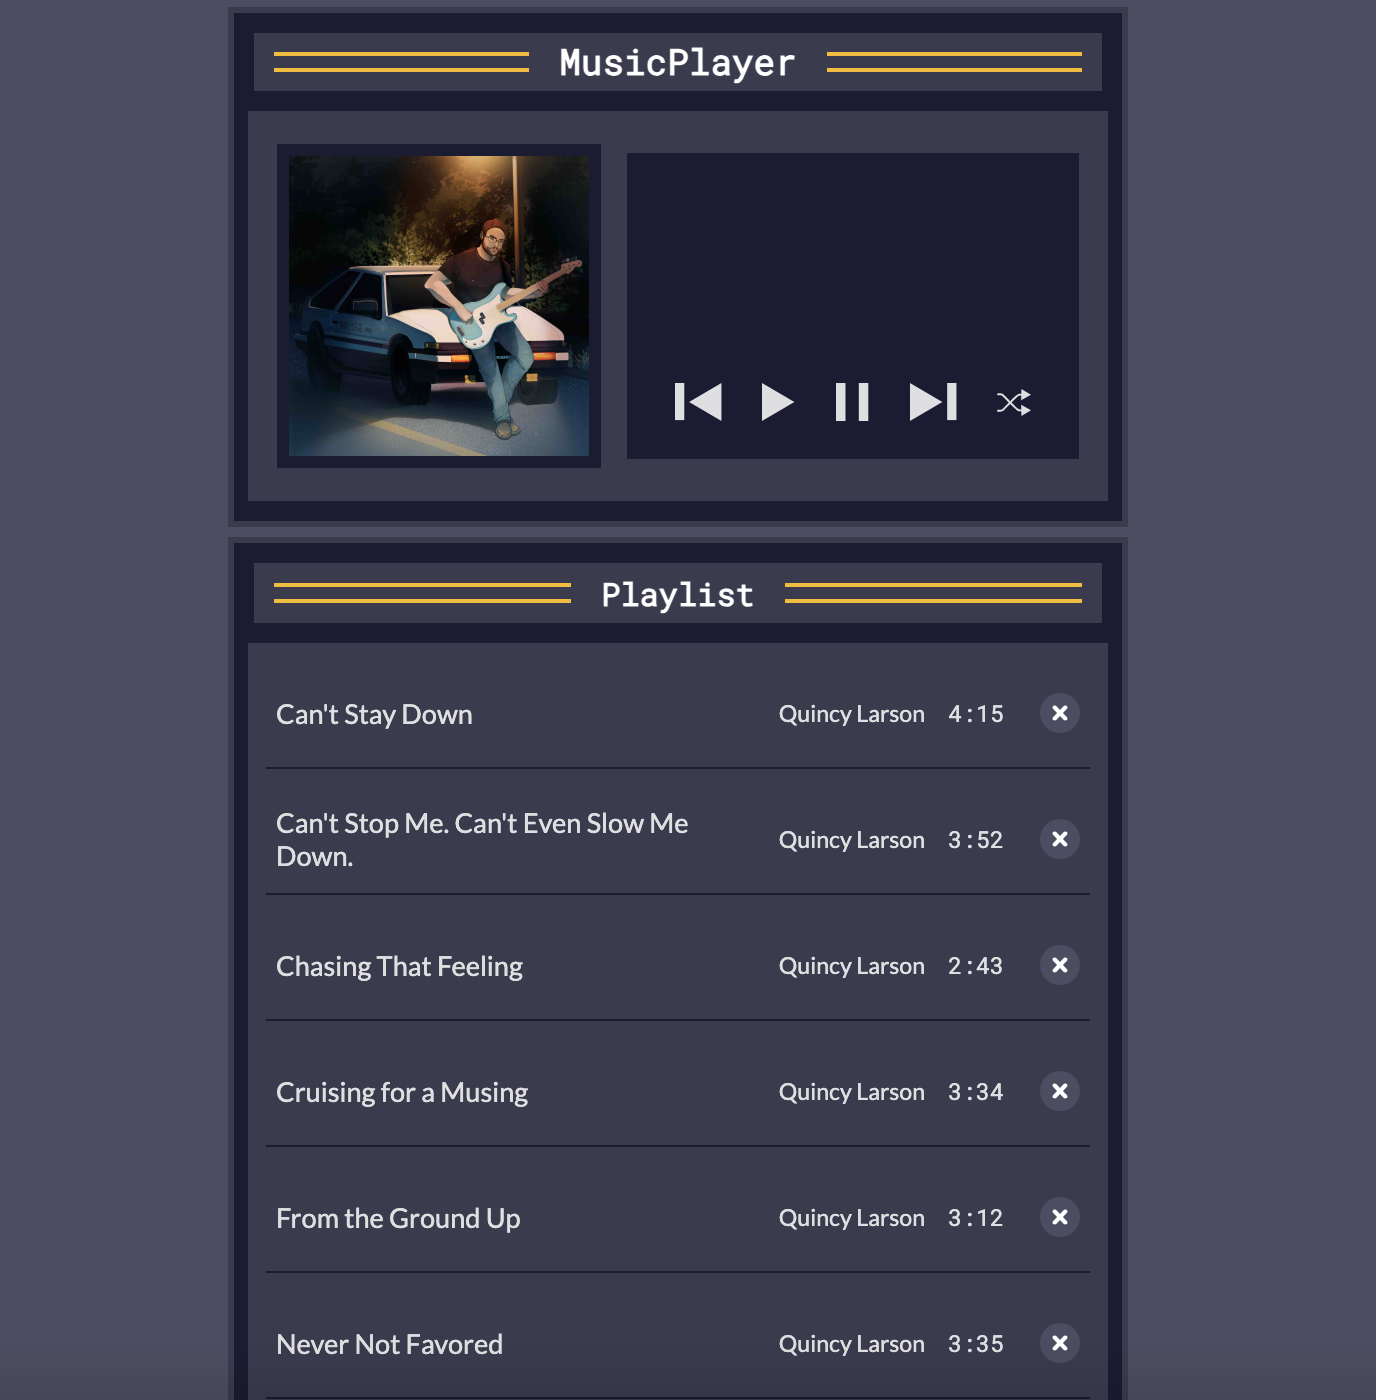 MusicPlayer
Playlist
Can't Stay Down
Quincy Larson 4:15
Can't Stop Me. Can't Even Slow Me
Down.
Quincy Larson 3:52
Chasing That Feeling
Quincy Larson 2:43
Cruising for a Musing
Quincy Larson 3:34
From the Ground Up
Quincy Larson 3:12
Never Not Favored
Quincy Larson 3:35